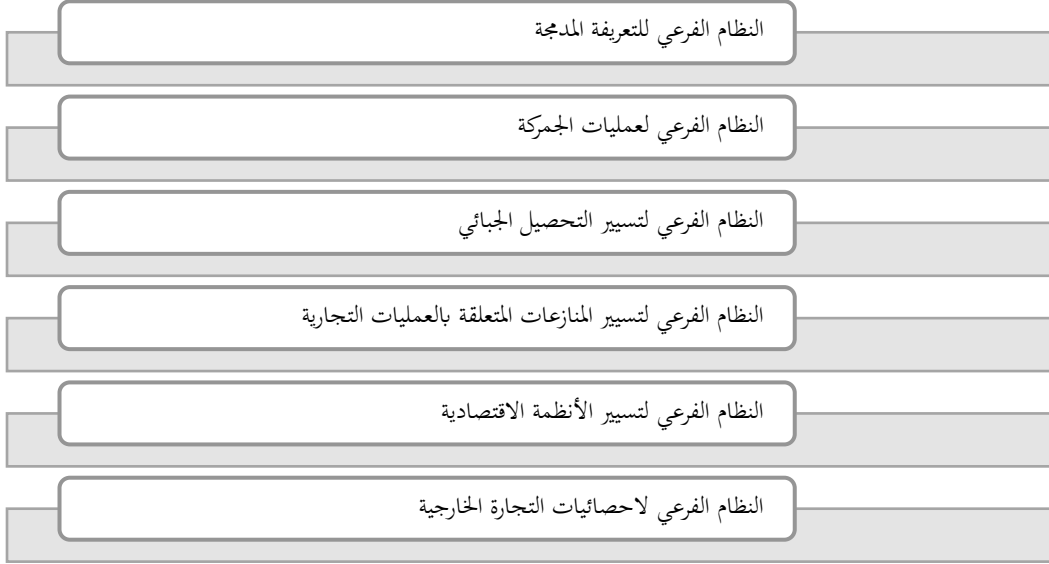 النظام الفرعي للتعريفة المدمجة
النظام الفرعي لعمليات الجمركة
النظام الفرعي لتسيير التحصيل الجبائي
النظام الفرعي لتسيير المنازعات المتعلقة بالعمليات التجارية
النظام الفرعي لتسيير الأنظمة الاقتصادية
النظام الفرعي لاحصائيات التجارة الخارجية